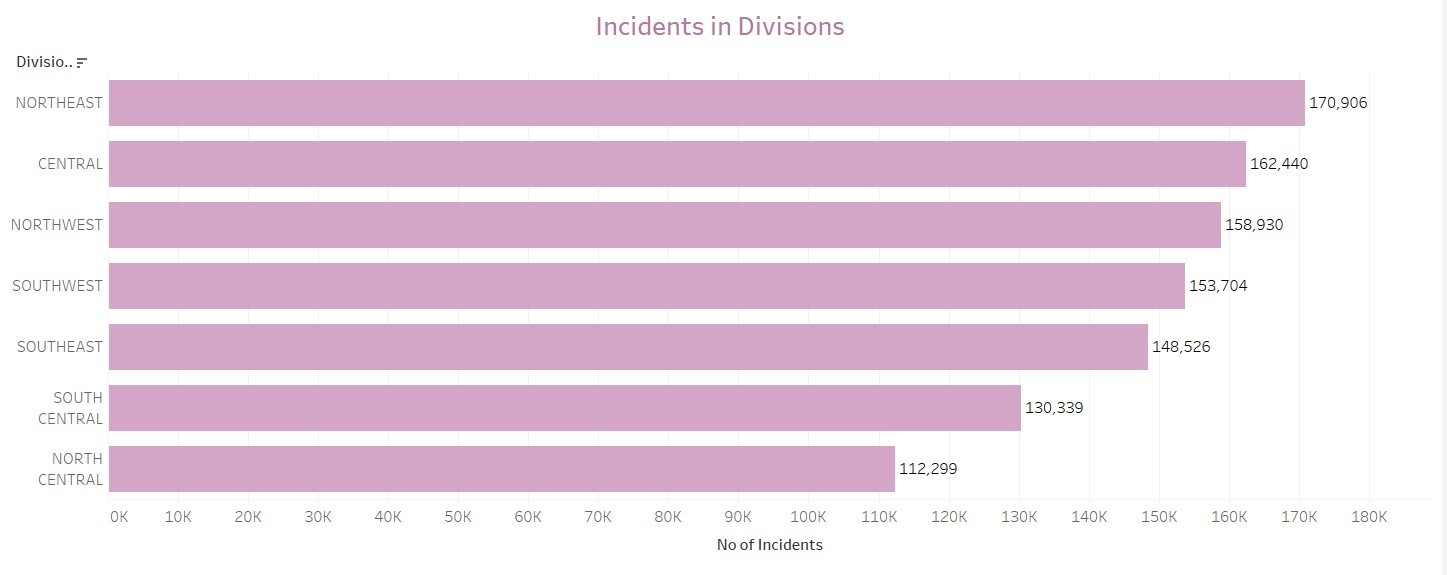 Incidents in Divisions
Divisio..
NORTHEAST
170,906
CENTRAL
162,440
NORTHWEST
158,930
SOUTHWEST
153,704
SOUTHEAST
148,526
SOUTH
CENTRAL
130,339
NORTH
CENTRAL
112,299
0K 10K 20K 30K 40K 50K 60K 70K 80K 90K 100K 110K 120K 130K 140K 150K 160K 170K 180K
No of Incidents